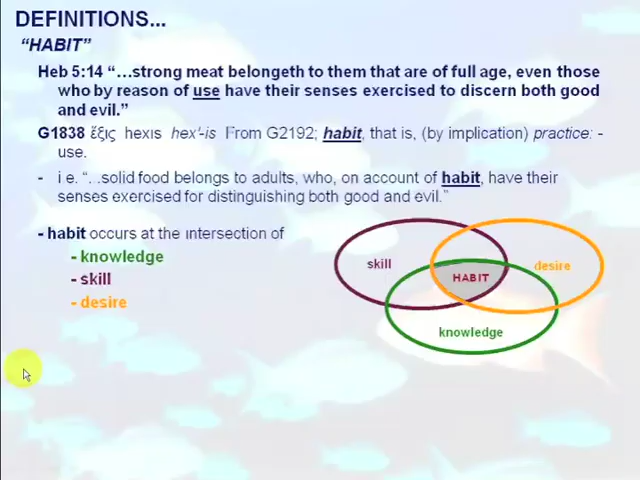 DEFINITIONS...
“HABIT”
Heb 5:14 “…strong meat belongeth to them that are of full age, even those
who by reason of use have their senses exercised to discern both good
and evil.”
G1838 ἕξις hexis hex'-is From G2192; habit, that is, (by implication) practice: -
use.
- i.e. “...solid food belongs to adults, who, on account of habit, have their
senses exercised for distinguishing both good and evil.”
- habit occurs at the intersection of
- knowledge
- skill
- desire
skill
desire
HABIT
knowledge